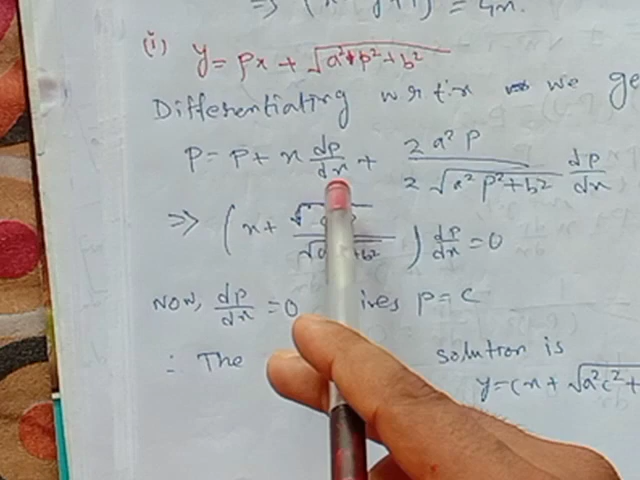 (i) y = px + √a²p² + b²
Differentiating w.r.t.x we ge
p = p + x dp/dx + 2a²p / 2√a²p²+b² dp/dx
⇒ (x + / √a +b²) dp/dx = 0
Now, dp/dx = 0 ives p = c
∴ The solution is
y = cx + √a²c² +